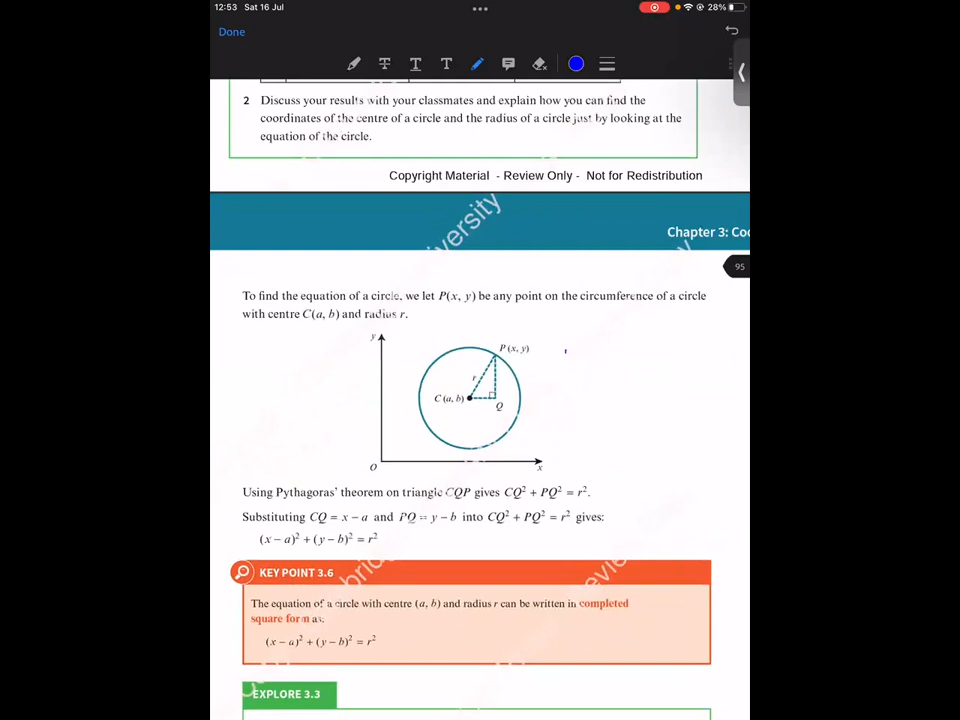 12:53 Sat 16 Jul
28%
Done
2 Discuss your results with your classmates and explain how you can find the
coordinates of the centre of a circle and the radius of a circle just by looking at the
equation of the circle.
Copyright Material - Review Only - Not for Redistribution
Chapter 3: Coo
95
To find the equation of a circle, we let P(x, y) be any point on the circumference of a circle
with centre C(a, b) and radius r.
y
P (x, y)
r
C (a, b)
Q
O
x
Using Pythagoras’ theorem on triangle CQP gives CQ² + PQ² = r².
Substituting CQ = x − a and PQ = y − b into CQ² + PQ² = r² gives:
(x − a)² + (y − b)² = r²
KEY POINT 3.6
The equation of a circle with centre (a, b) and radius r can be written in completed
square form as:
(x − a)² + (y − b)² = r²
EXPLORE 3.3